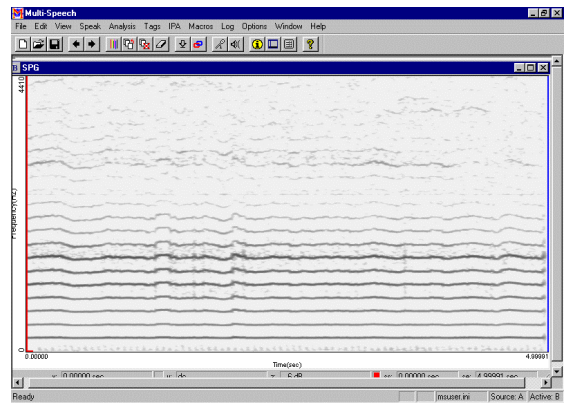 Multi-Speech
File Edit View Speak Analysis Tags IPA Macros Log Options Window Help
B SPG
4410
Frequency(Hz)
0
0.00000 4.99991
Time(sec)
0.00000 sec dc 6 dB 0.00000 sec 4.99991 sec
Ready msuser.ini Source: A Active: B